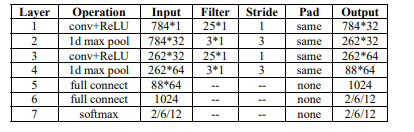 Layer Operation Input Filter Stride Pad Output
1 conv+ReLU 784*1 25*1 1 same 784*32
2 1d max pool 784*32 3*1 3 same 262*32
3 conv+ReLU 262*32 25*1 1 same 262*64
4 1d max pool 262*64 3*1 3 same 88*64
5 full connect 88*64 -- -- none 1024
6 full connect 1024 -- -- none 2/6/12
7 softmax 2/6/12 -- -- none 2/6/12